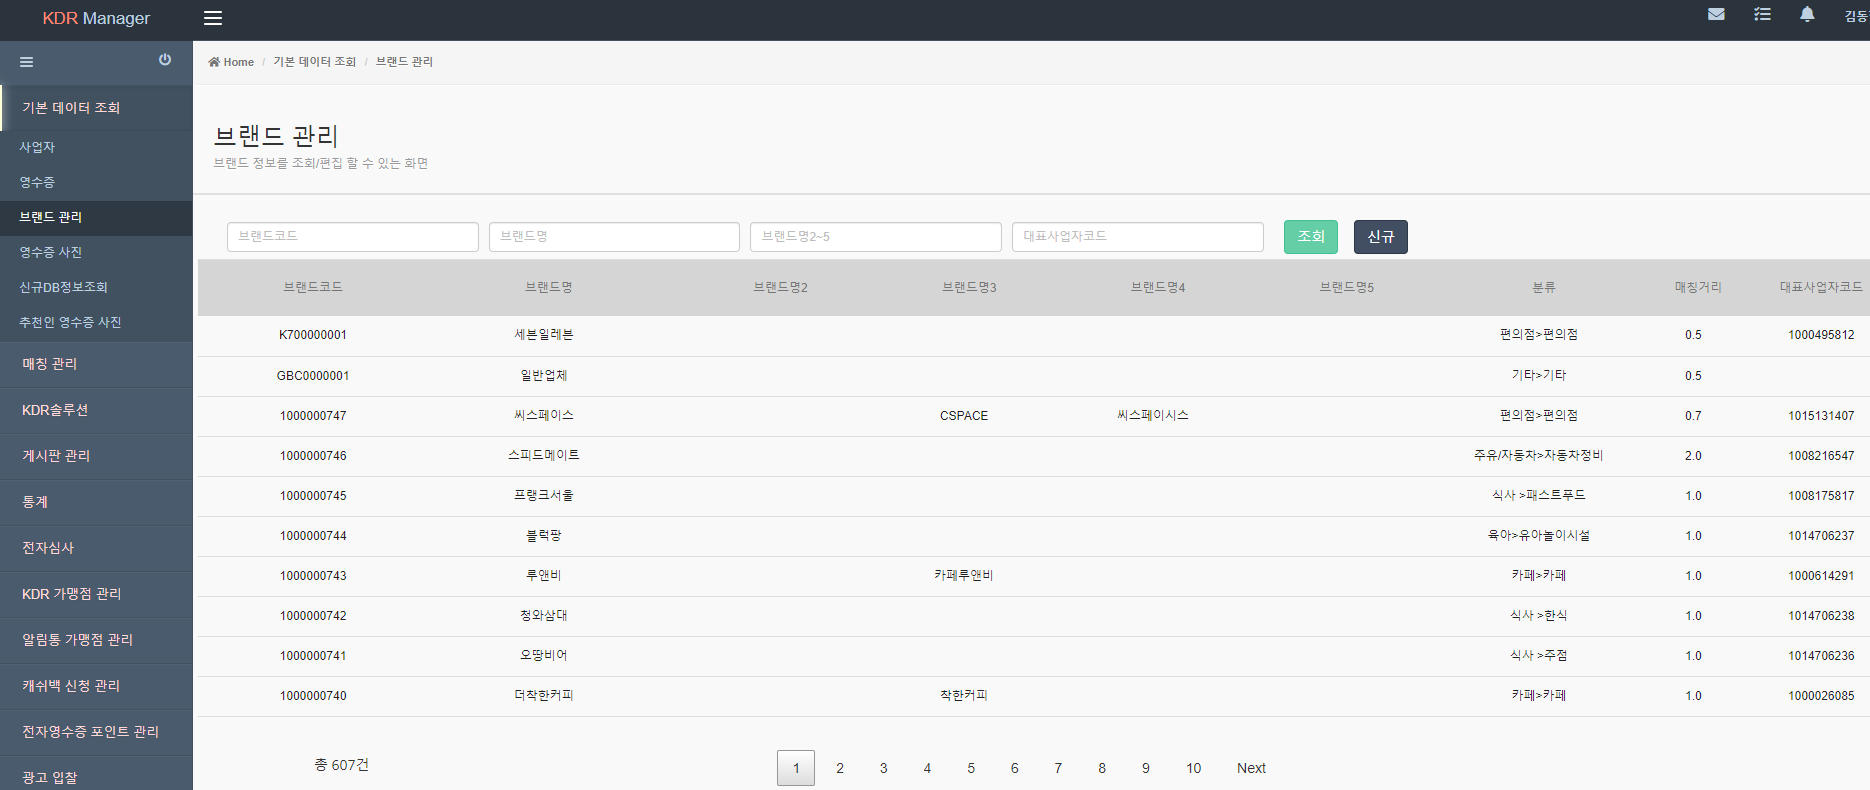 KDR Manager
김동
Home / 기본 데이터 조회 / 브랜드 관리
기본 데이터 조회
사업자
영수증
브랜드 관리
영수증 사진
신규DB정보조회
추천인 영수증 사진
매칭 관리
KDR솔루션
게시판 관리
통계
전자심사
KDR 가맹점 관리
알림통 가맹점 관리
캐쉬백 신청 관리
전자영수증 포인트 관리
광고 입찰
브랜드 관리
브랜드 정보를 조회/편집 할 수 있는 화면
브랜드코드 브랜드명 브랜드명2~5 대표사업자코드 조회 신규
브랜드코드 브랜드명 브랜드명2 브랜드명3 브랜드명4 브랜드명5 분류 매칭거리 대표사업자코드
K700000001 세븐일레븐 편의점>편의점 0.5 1000495812
GBC0000001 일반업체 기타>기타 0.5
1000000747 씨스페이스 CSPACE 씨스페이시스 편의점>편의점 0.7 1015131407
1000000746 스피드메이트 주유/자동차>자동차정비 2.0 1008216547
1000000745 프랭크서울 식사 >패스트푸드 1.0 1008175817
1000000744 블럭팡 육아>유아놀이시설 1.0 1014706237
1000000743 루앤비 카페루앤비 카페>카페 1.0 1000614291
1000000742 청와삼대 식사 >한식 1.0 1014706238
1000000741 오땅비어 식사 >주점 1.0 1014706236
1000000740 더착한커피 착한커피 카페>카페 1.0 1000026085
총 607건
1 2 3 4 5 6 7 8 9 10 Next